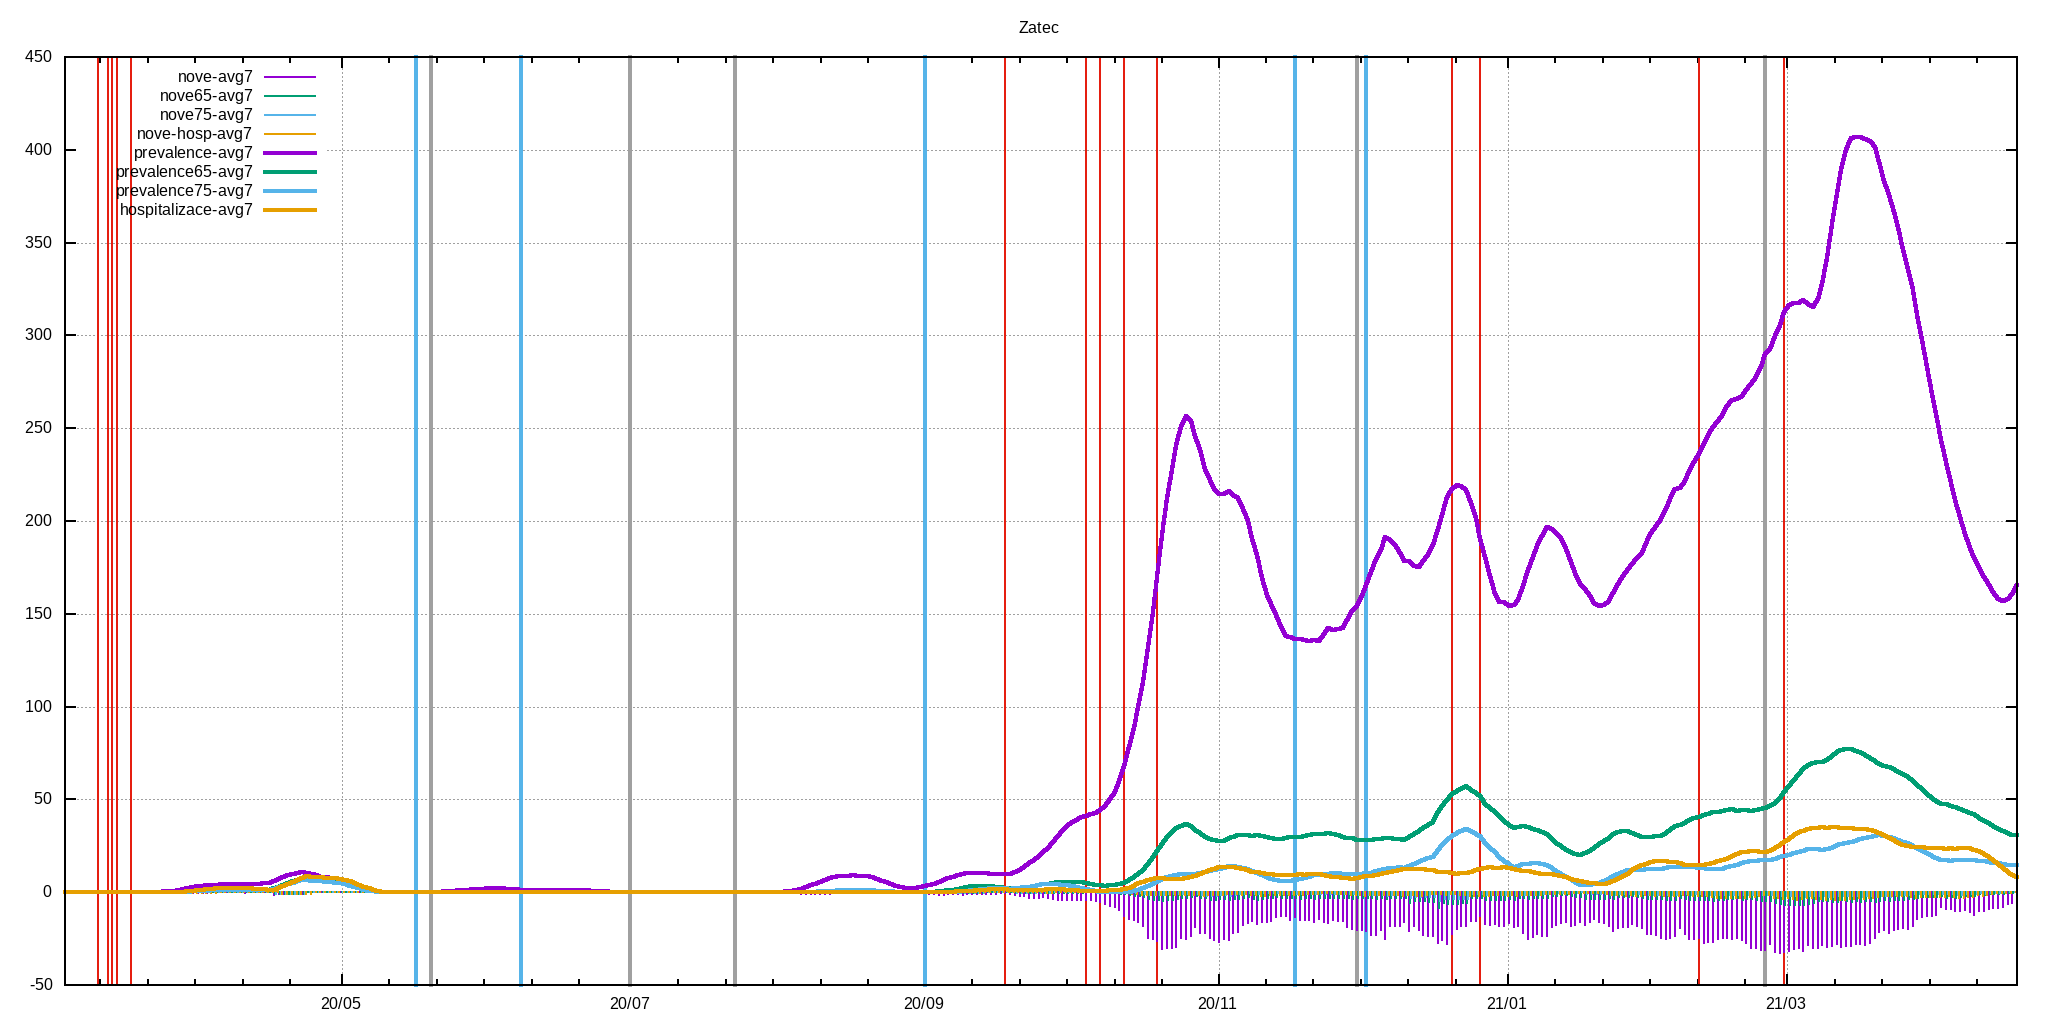 Zatec
450
400
350
300
250
200
150
100
50
0
-50
nove-avg7
nove65-avg7
nove75-avg7
nove-hosp-avg7
prevalence-avg7
prevalence65-avg7
prevalence75-avg7
hospitalizace-avg7
20/05 20/07 20/09 20/11 21/01 21/03